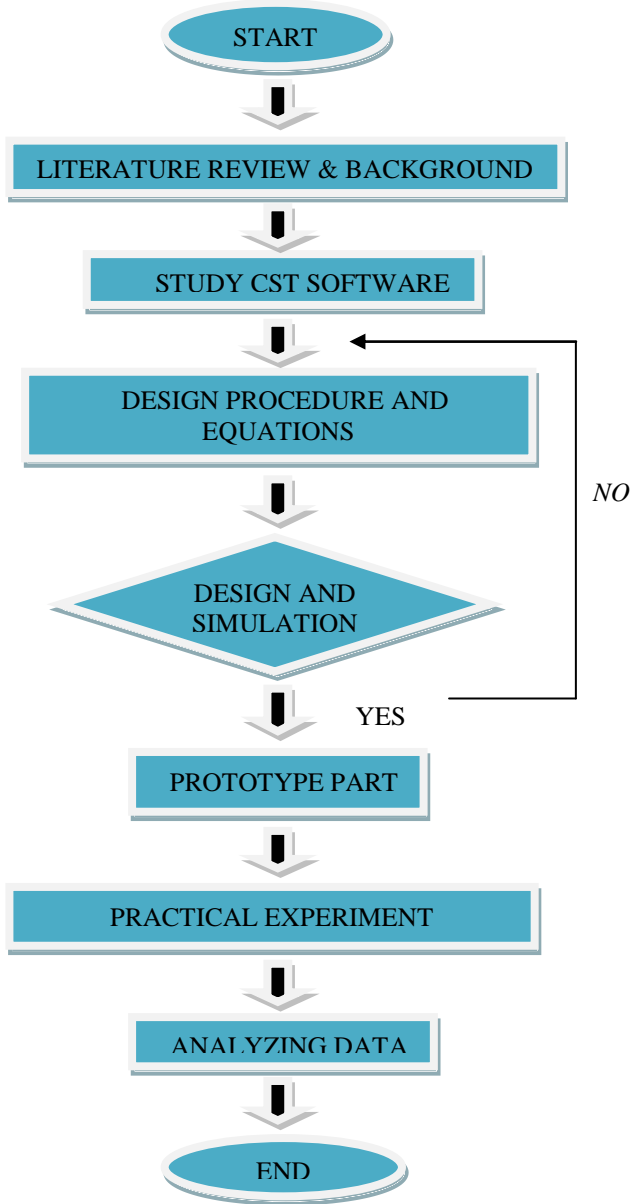 START
LITERATURE REVIEW & BACKGROUND
STUDY CST SOFTWARE
DESIGN PROCEDURE AND
EQUATIONS
NO
DESIGN AND
SIMULATION
YES
PROTOTYPE PART
PRACTICAL EXPERIMENT
ANALYZING DATA
END